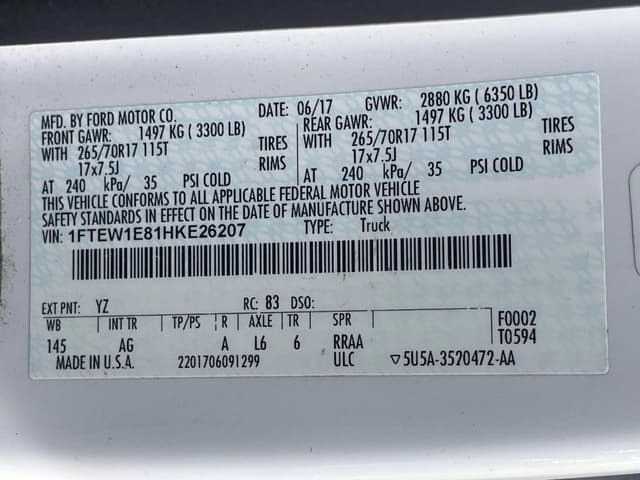 MFD. BY FORD MOTOR CO. DATE: 06/17 GVWR: 2880 KG ( 6350 LB)
FRONT GAWR: 1497 KG ( 3300 LB) REAR GAWR: 1497 KG ( 3300 LB)
WITH 265/70R17 115T TIRES WITH 265/70R17 115T TIRES
17x7.5J RIMS 17x7.5J RIMS
AT 240 kPa/ 35 PSI COLD AT 240 kPa/ 35 PSI COLD
THIS VEHICLE CONFORMS TO ALL APPLICABLE FEDERAL MOTOR VEHICLE
SAFETY STANDARDS IN EFFECT ON THE DATE OF MANUFACTURE SHOWN ABOVE.
VIN: 1FTEW1E81HKE26207 TYPE: Truck
EXT PNT: YZ RC: 83 DSO:
WB INT TR TP/PS R AXLE TR SPR F0002
145 AG A L6 6 RRAA T0594
MADE IN U.S.A. 2201706091299 ULC ▽5U5A-3520472-AA